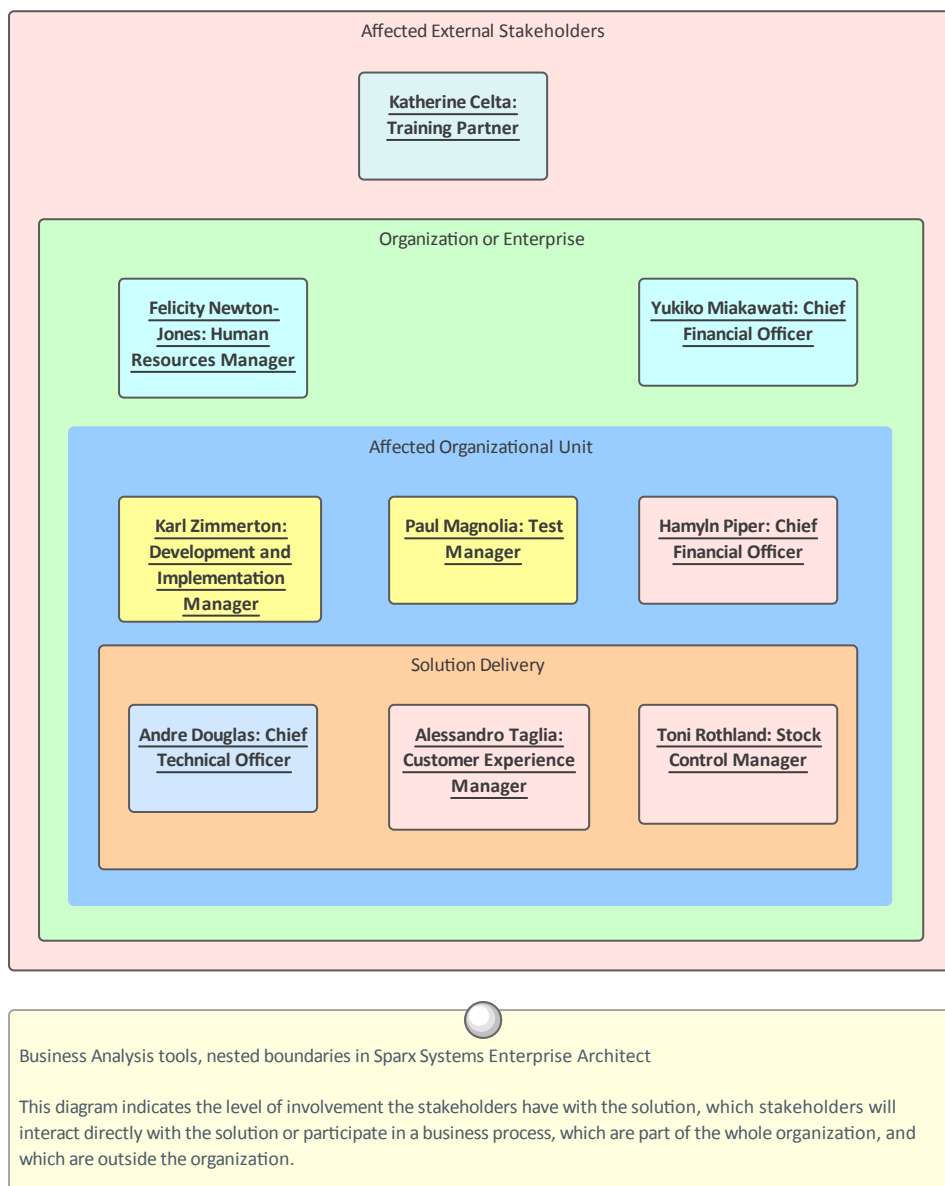 Affected External Stakeholders
Katherine Celta:
Training Partner
Organization or Enterprise
Felicity Newton-
Jones: Human
Resources Manager
Yukiko Miakawati: Chief
Financial Officer
Affected Organizational Unit
Karl Zimmerton:
Development and
Implementation
Manager
Paul Magnolia: Test
Manager
Hamyln Piper: Chief
Financial Officer
Solution Delivery
Andre Douglas: Chief
Technical Officer
Alessandro Taglia:
Customer Experience
Manager
Toni Rothland: Stock
Control Manager
Business Analysis tools, nested boundaries in Sparx Systems Enterprise Architect
This diagram indicates the level of involvement the stakeholders have with the solution, which stakeholders will
interact directly with the solution or participate in a business process, which are part of the whole organization, and
which are outside the organization.